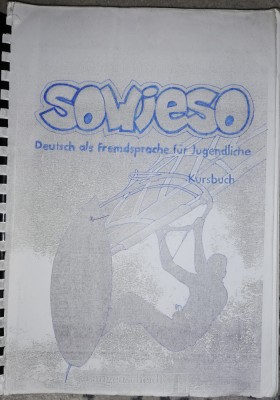 sowieso
Deutsch als Fremdsprache für Jugendliche
Kursbuch